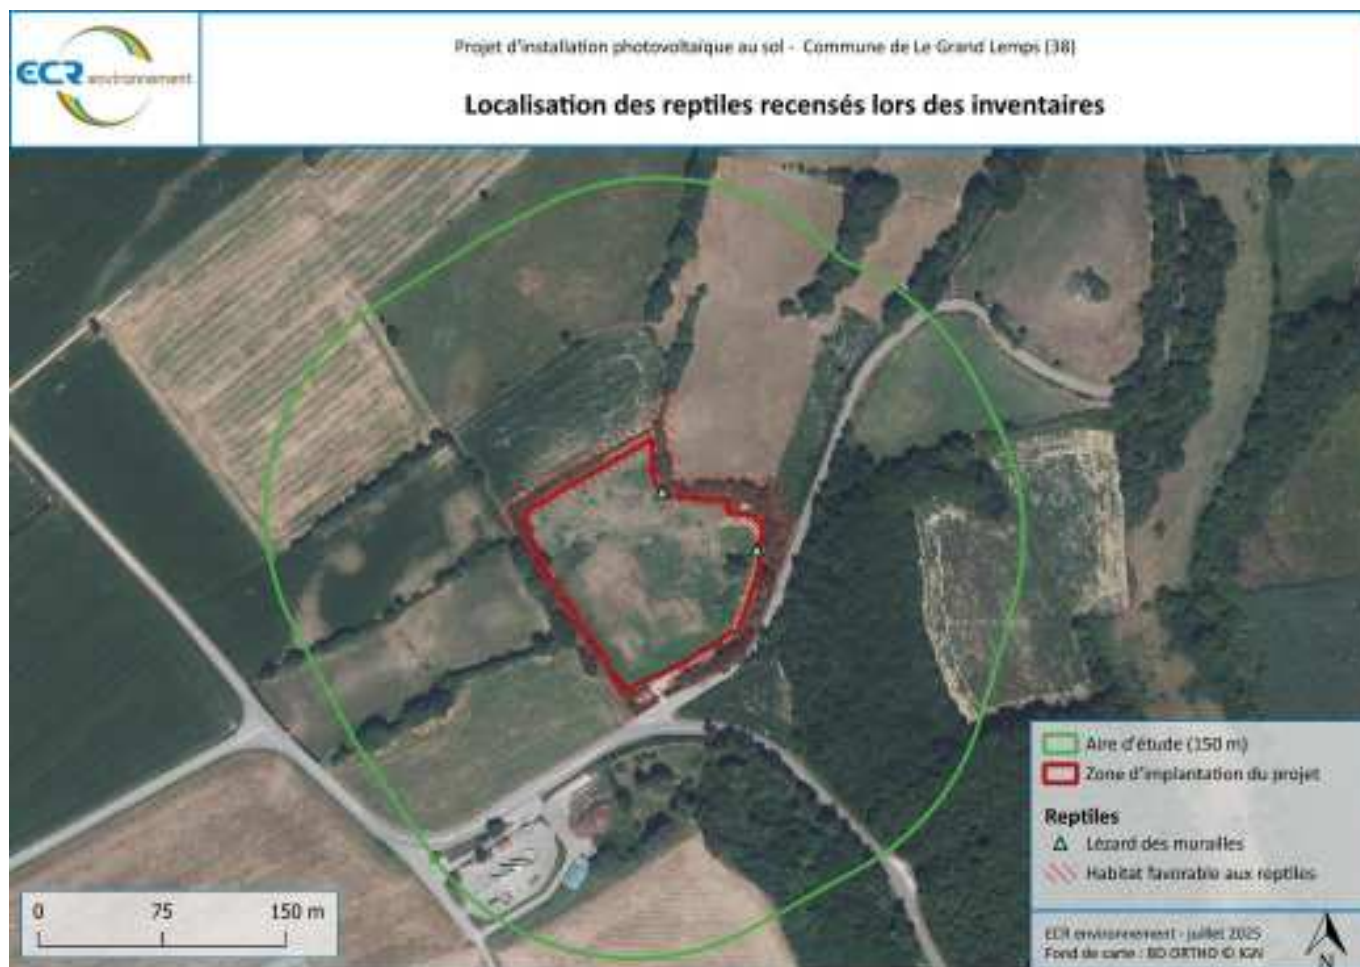 ECR environnement
Projet d'installation photovoltaïque au sol - Commune de Le Grand Lemps (38)
Localisation des reptiles recensés lors des inventaires
Aire d'étude (150 m)
Zone d'implantation du projet
Reptiles
Lézard des murailles
Habitat favorable aux reptiles
0 75 150 m
ECR environnement - juillet 2025
Fond de carte : BD ORTHO © IGN
N